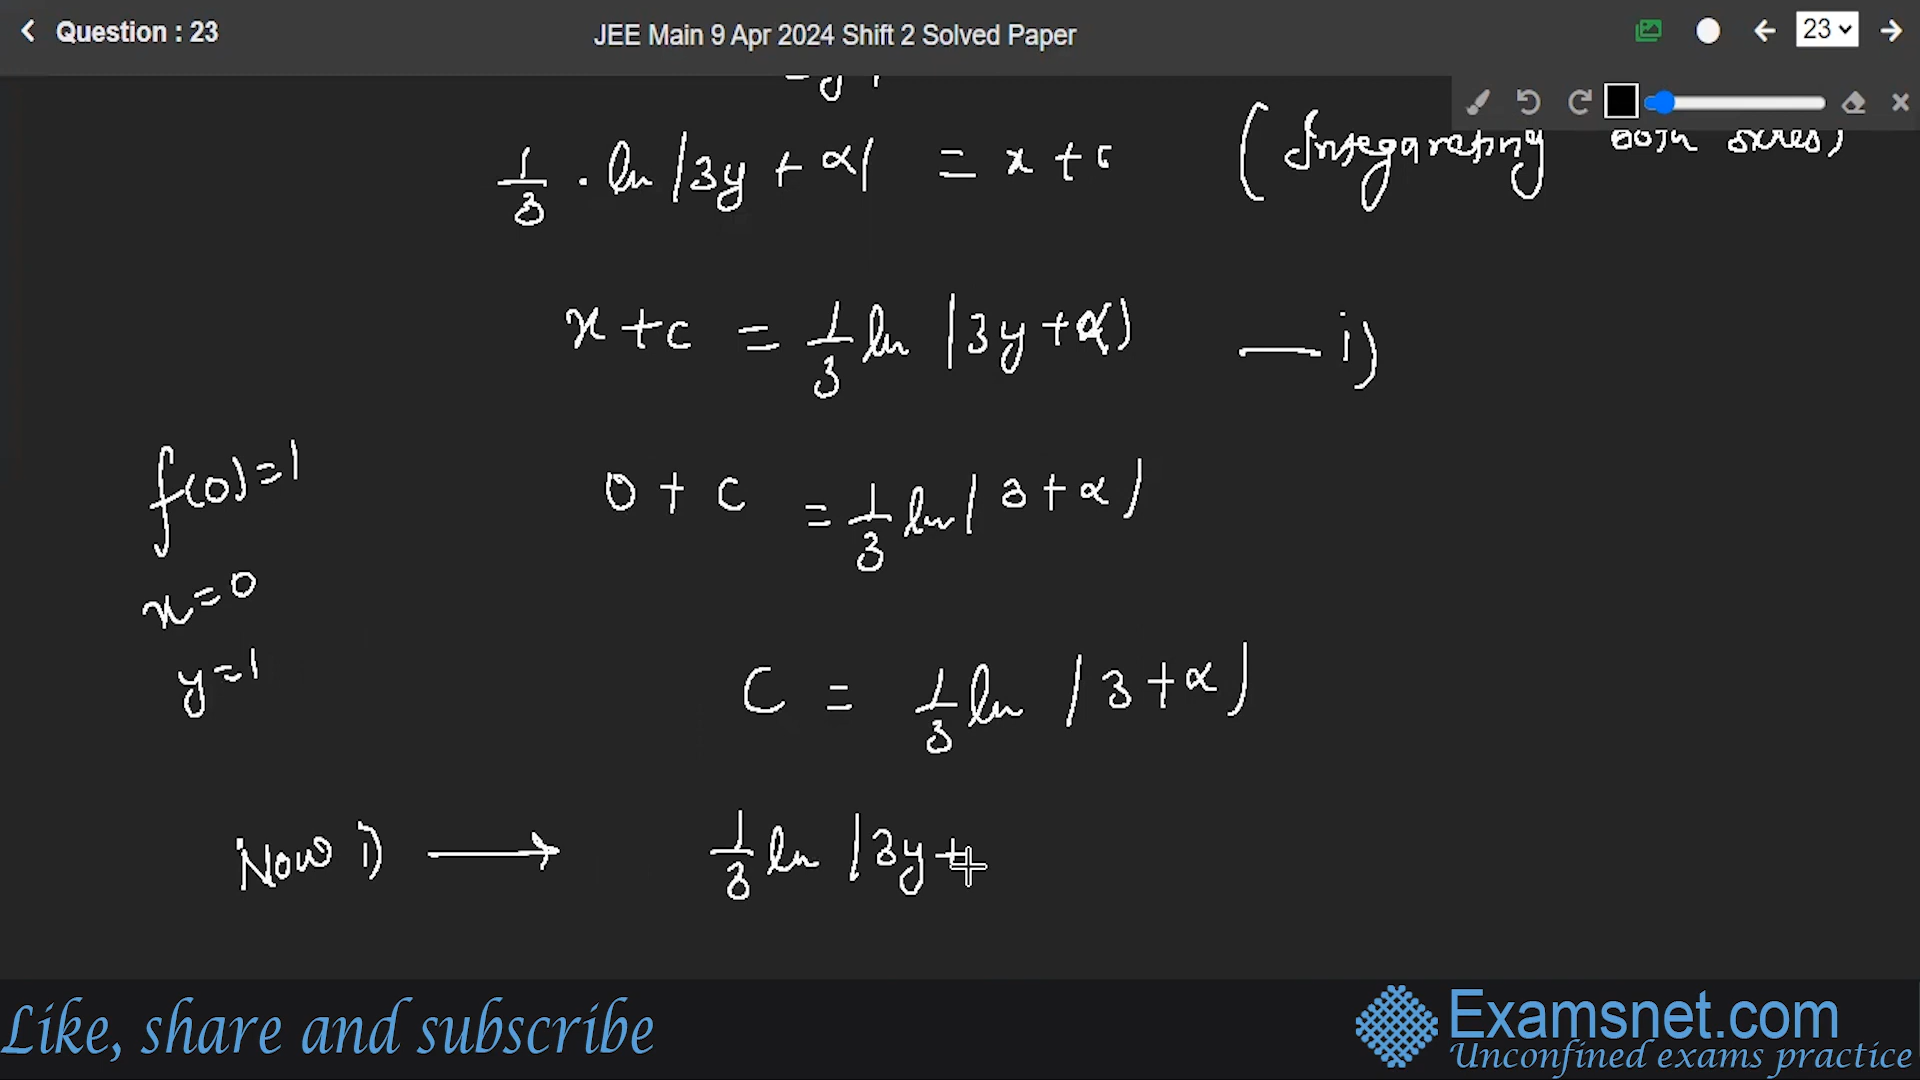 Question : 23
JEE Main 9 Apr 2024 Shift 2 Solved Paper
23
1/3 . ln |3y + α| = x + c (Integarating both sides)
x + c = 1/3 ln |3y + α| — i)
f(0) = 1
0 + c = 1/3 ln | 3 + α |
x = 0
y = 1
C = 1/3 ln | 3 + α |
Now i) → 1/3 ln |3y +
Like, share and subscribe
Examsnet.com
Unconfined exams practice